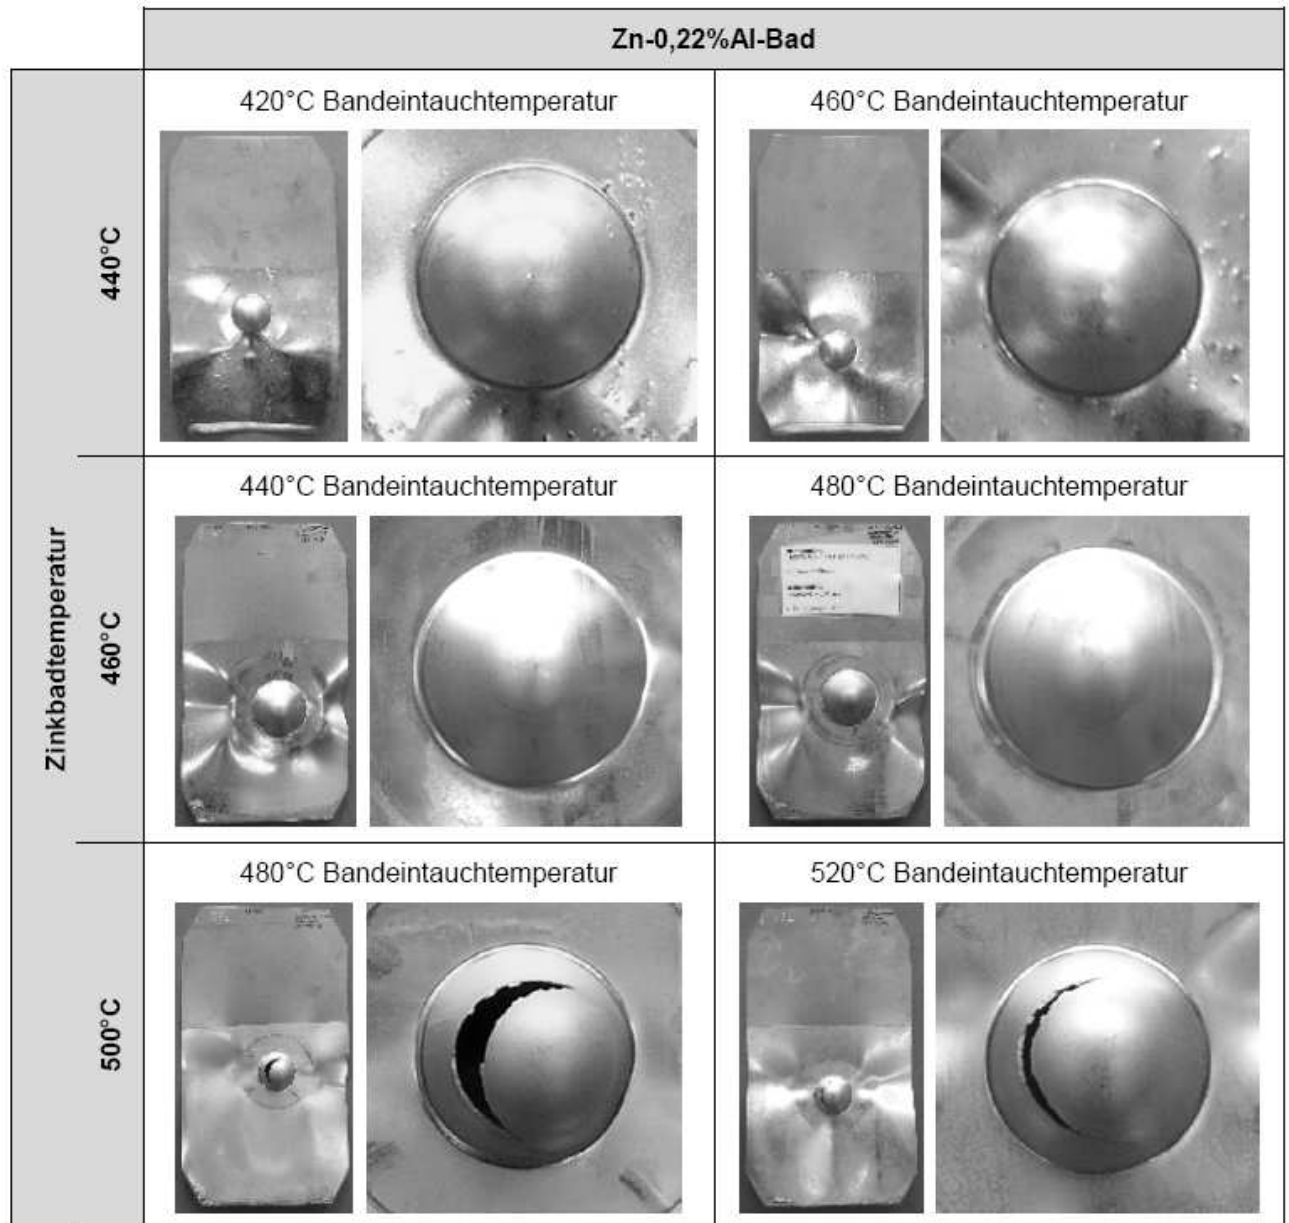 Zn-0,22%Al-Bad
Zinkbadtemperatur
440°C
420°C Bandeintauchtemperatur
460°C Bandeintauchtemperatur
460°C
440°C Bandeintauchtemperatur
480°C Bandeintauchtemperatur
500°C
480°C Bandeintauchtemperatur
520°C Bandeintauchtemperatur